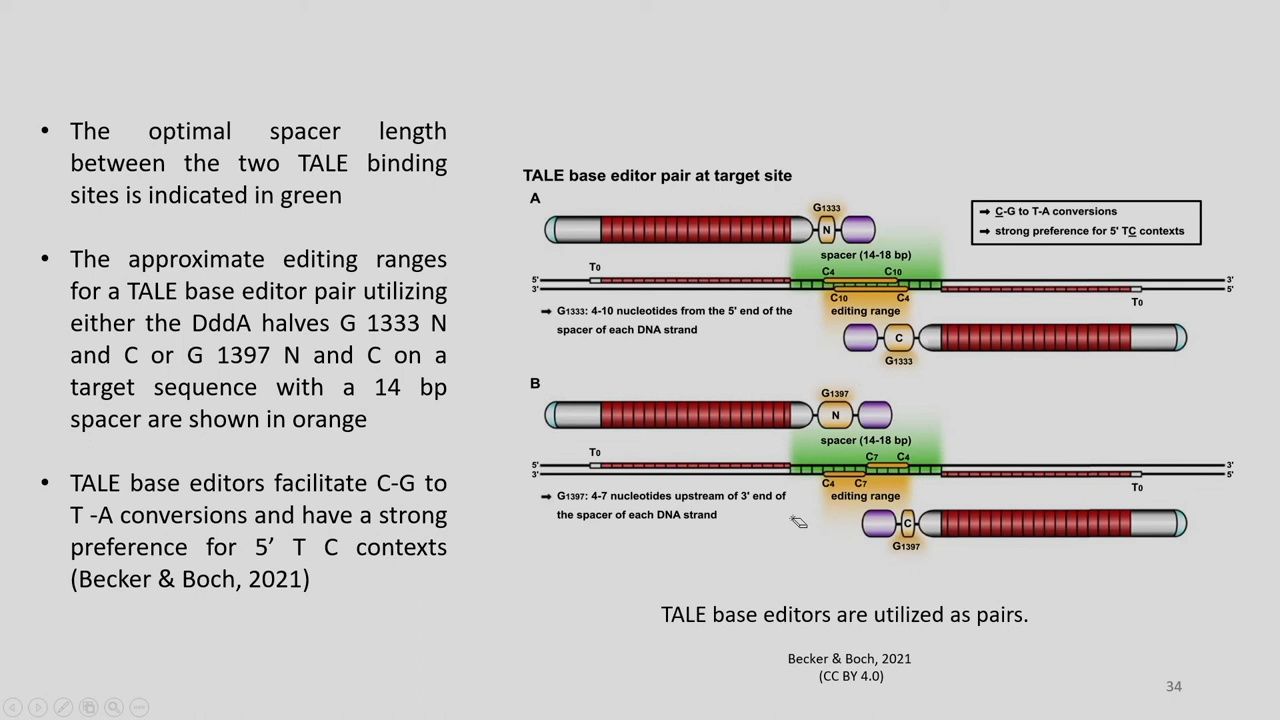 • The optimal spacer length
between the two TALE binding
sites is indicated in green
• The approximate editing ranges
for a TALE base editor pair utilizing
either the DddA halves G 1333 N
and C or G 1397 N and C on a
target sequence with a 14 bp
spacer are shown in orange
• TALE base editors facilitate C-G to
T -A conversions and have a strong
preference for 5’ T C contexts
(Becker & Boch, 2021)
TALE base editor pair at target site
A
G1333
N
➡ C-G to T-A conversions
➡ strong preference for 5' TC contexts
spacer (14-18 bp)
T0
C4 C10
5' 3'
3' 5'
C10 C4
T0
editing range
➡ G1333: 4-10 nucleotides from the 5' end of the
spacer of each DNA strand
C
G1333
B
G1397
N
spacer (14-18 bp)
T0
C7 C4
5' 3'
3' 5'
C4 C7
T0
editing range
➡ G1397: 4-7 nucleotides upstream of 3' end of
the spacer of each DNA strand
C
G1397
TALE base editors are utilized as pairs.
Becker & Boch, 2021
(CC BY 4.0)
34